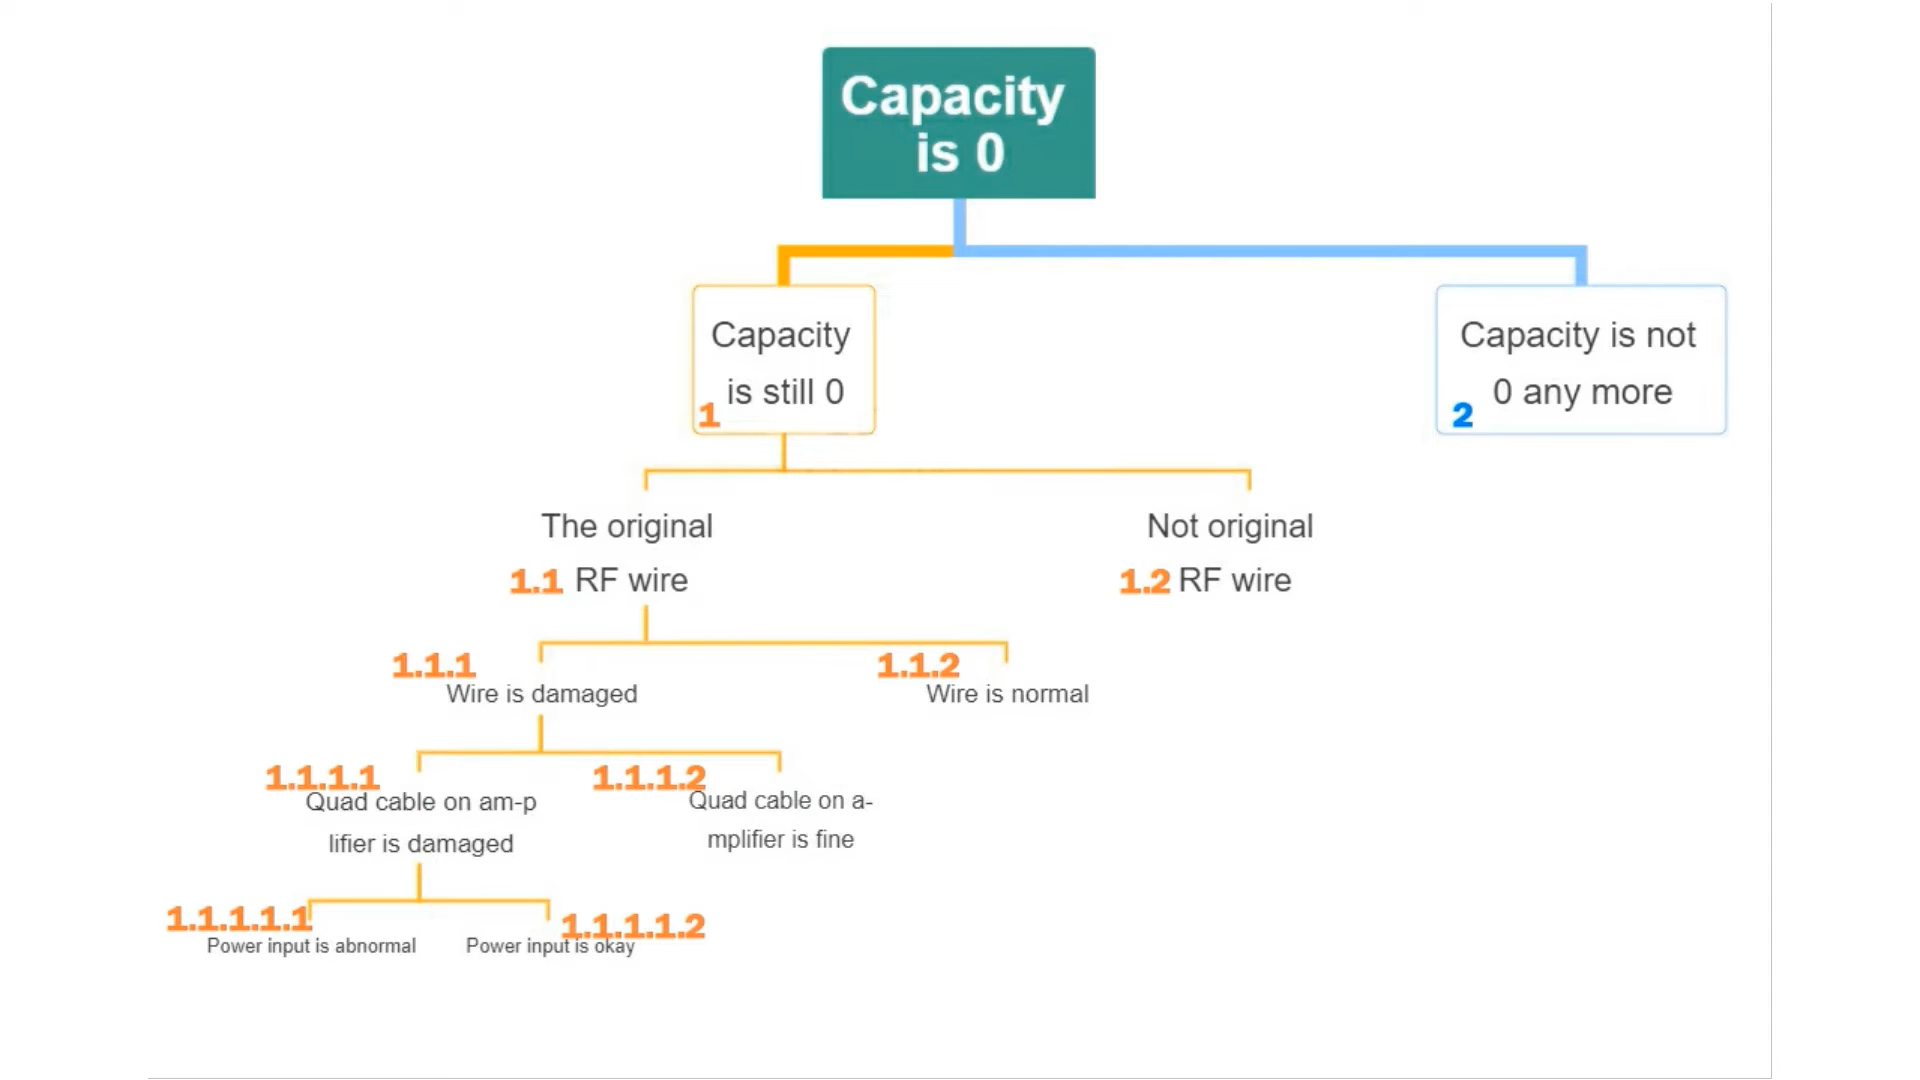 Capacity
is 0
Capacity
is still 0
1
Capacity is not
0 any more
2
The original
1.1 RF wire
Not original
1.2 RF wire
1.1.1
Wire is damaged
1.1.2
Wire is normal
1.1.1.1
Quad cable on am-p
lifier is damaged
1.1.1.2
Quad cable on a-
mplifier is fine
1.1.1.1.1
Power input is abnormal
1.1.1.1.2
Power input is okay